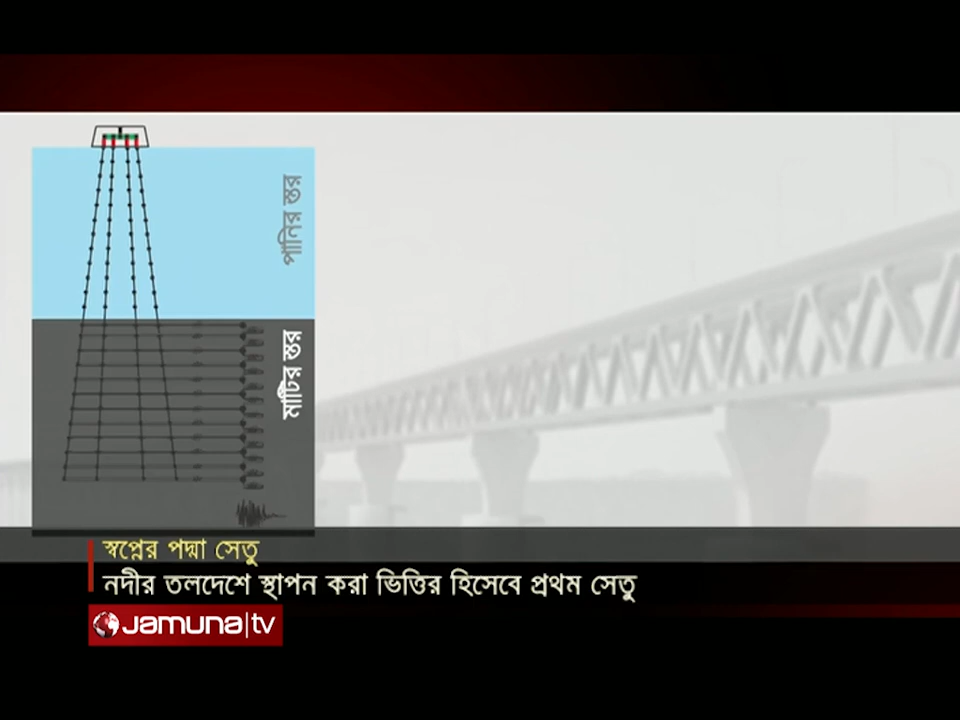 পানির স্তর
মাটির স্তর
স্বপ্নের পদ্মা সেতু
নদীর তলদেশে স্থাপন করা ভিত্তির হিসেবে প্রথম সেতু
Jamuna|tv